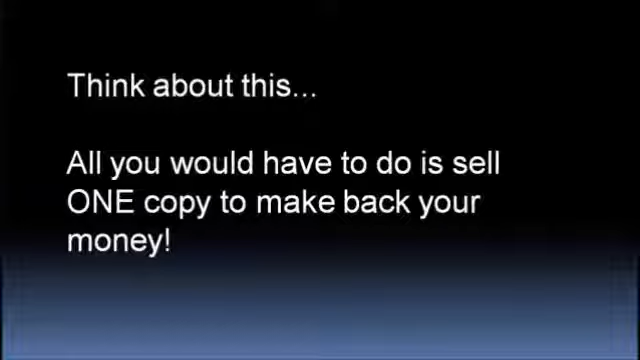 Think about this...
All you would have to do is sell
ONE copy to make back your
money!